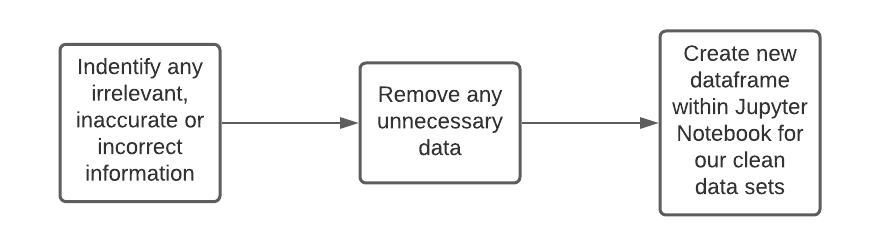 Indentify any
irrelevant,
inaccurate or
incorrect
information
Remove any
unnecessary
data
Create new
dataframe
within Jupyter
Notebook for
our clean
data sets